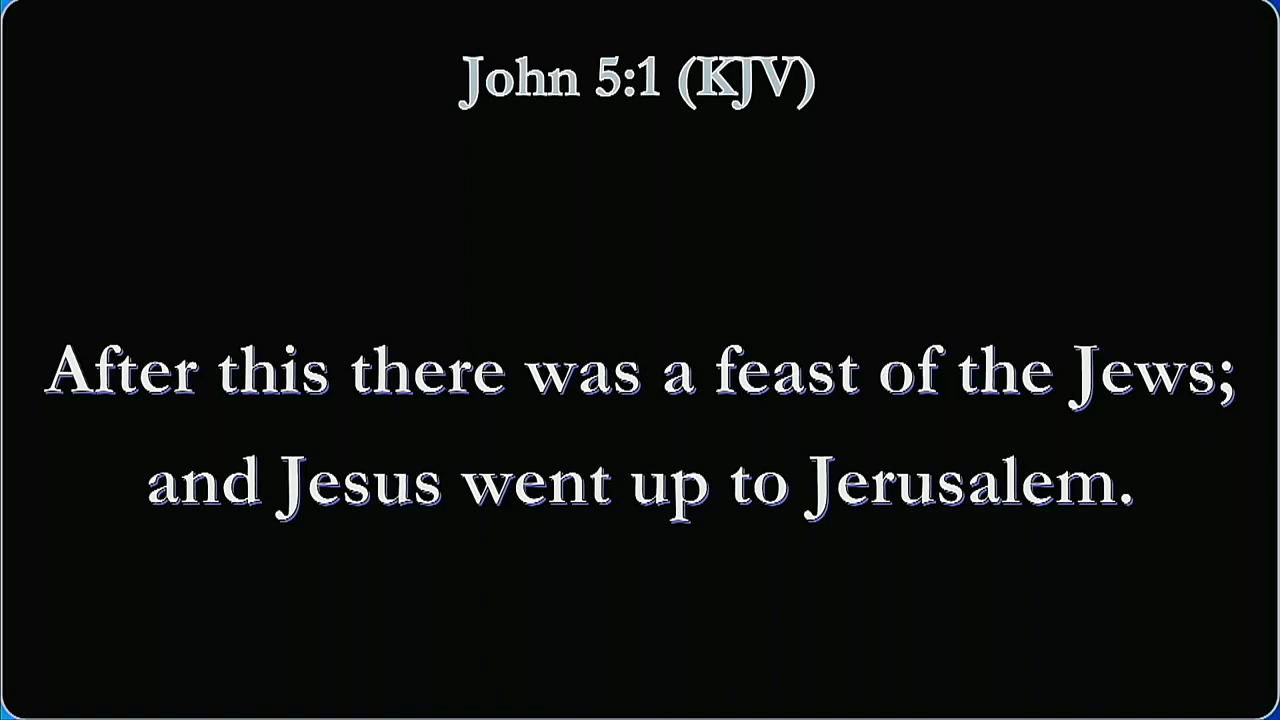 John 5:1 (KJV)
After this there was a feast of the Jews;
and Jesus went up to Jerusalem.